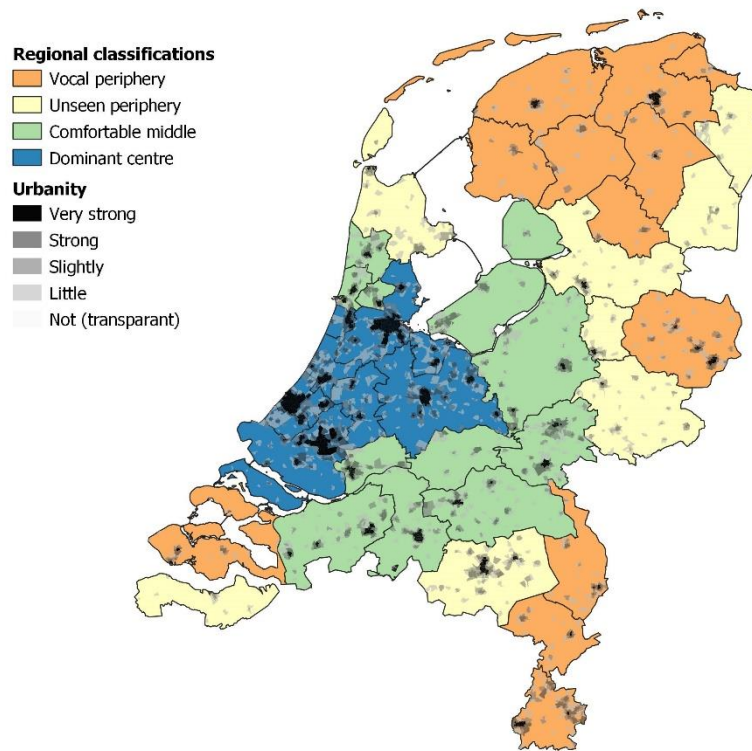 Regional classifications
Vocal periphery
Unseen periphery
Comfortable middle
Dominant centre
Urbanity
Very strong
Strong
Slightly
Little
Not (transparant)